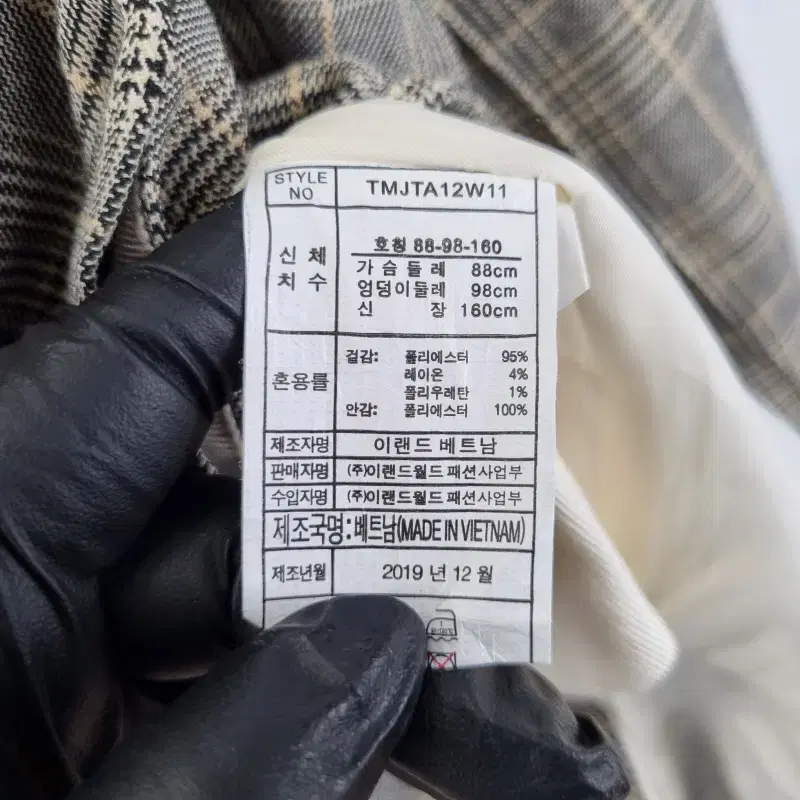 STYLE NO TMJTA12W11
신체 치수
호칭 88-98-160
가슴둘레 88cm
엉덩이둘레 98cm
신장 160cm
혼용률
겉감: 폴리에스터 95%
레이온 4%
폴리우레탄 1%
안감: 폴리에스터 100%
제조자명 이랜드 베트남
판매자명 (주)이랜드월드 패션사업부
수입자명 (주)이랜드월드 패션사업부
제조국명:베트남(MADE IN VIETNAM)
제조년월 2019 년 12 월